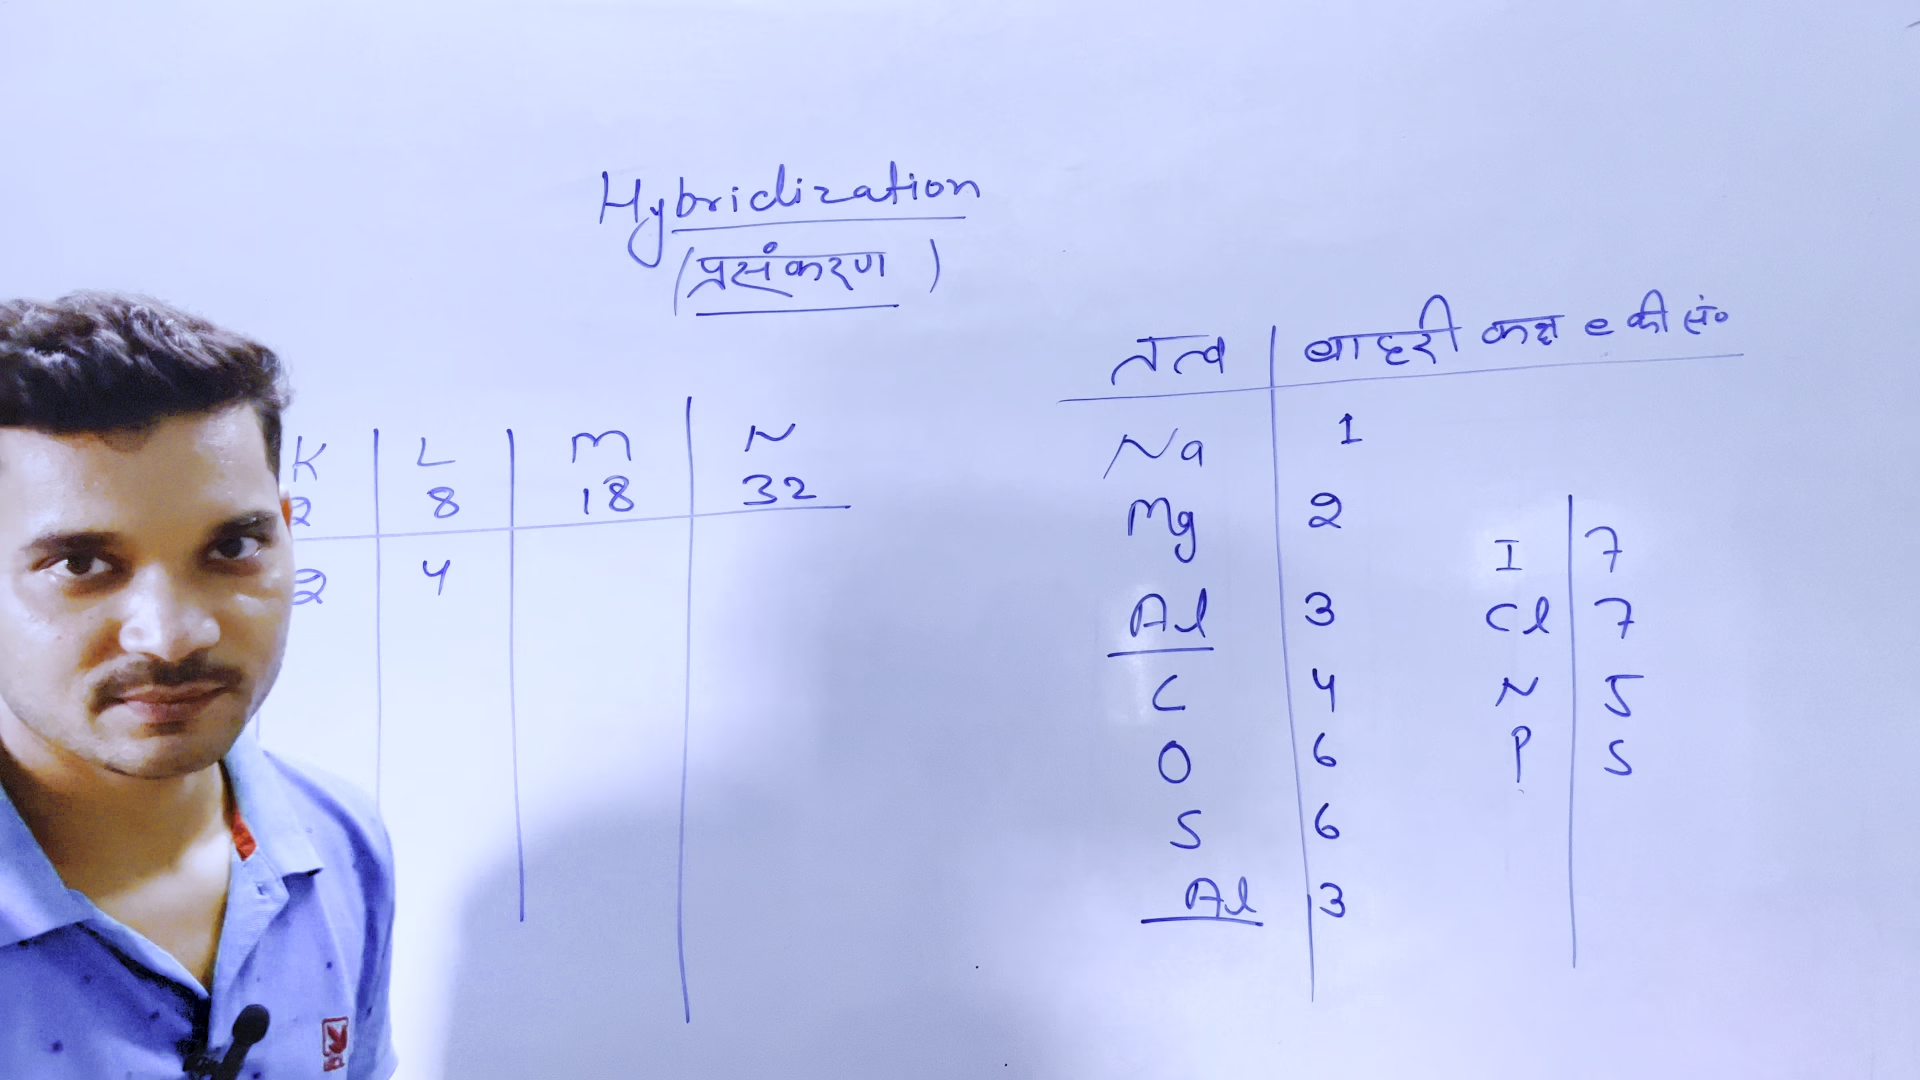 Hybridization
(प्रसंकरण)
K L M N
2 8 18 32
2 4
तत्व बाहरी कक्ष e की सं०
Na 1
Mg 2
Al 3
C 4
O 6
S 6
Al 3
I 7
Cl 7
N 5
P 5